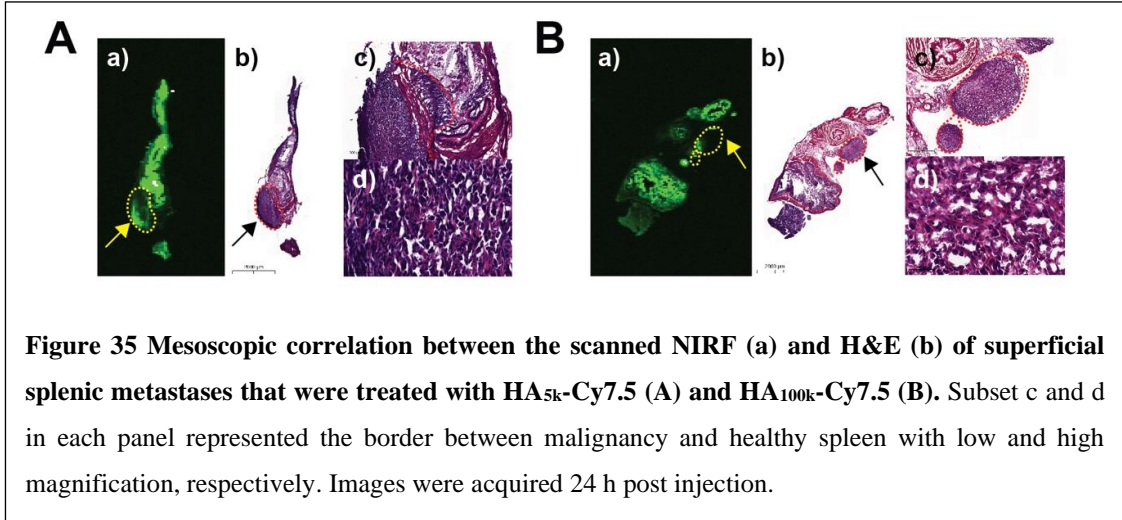 A
B
a)
b)
c)
d)
a)
b)
c)
d)
2000 µm
Figure 35 Mesoscopic correlation between the scanned NIRF (a) and H&E (b) of superficial
splenic metastases that were treated with HA5k-Cy7.5 (A) and HA100k-Cy7.5 (B). Subset c and d
in each panel represented the border between malignancy and healthy spleen with low and high
magnification, respectively. Images were acquired 24 h post injection.